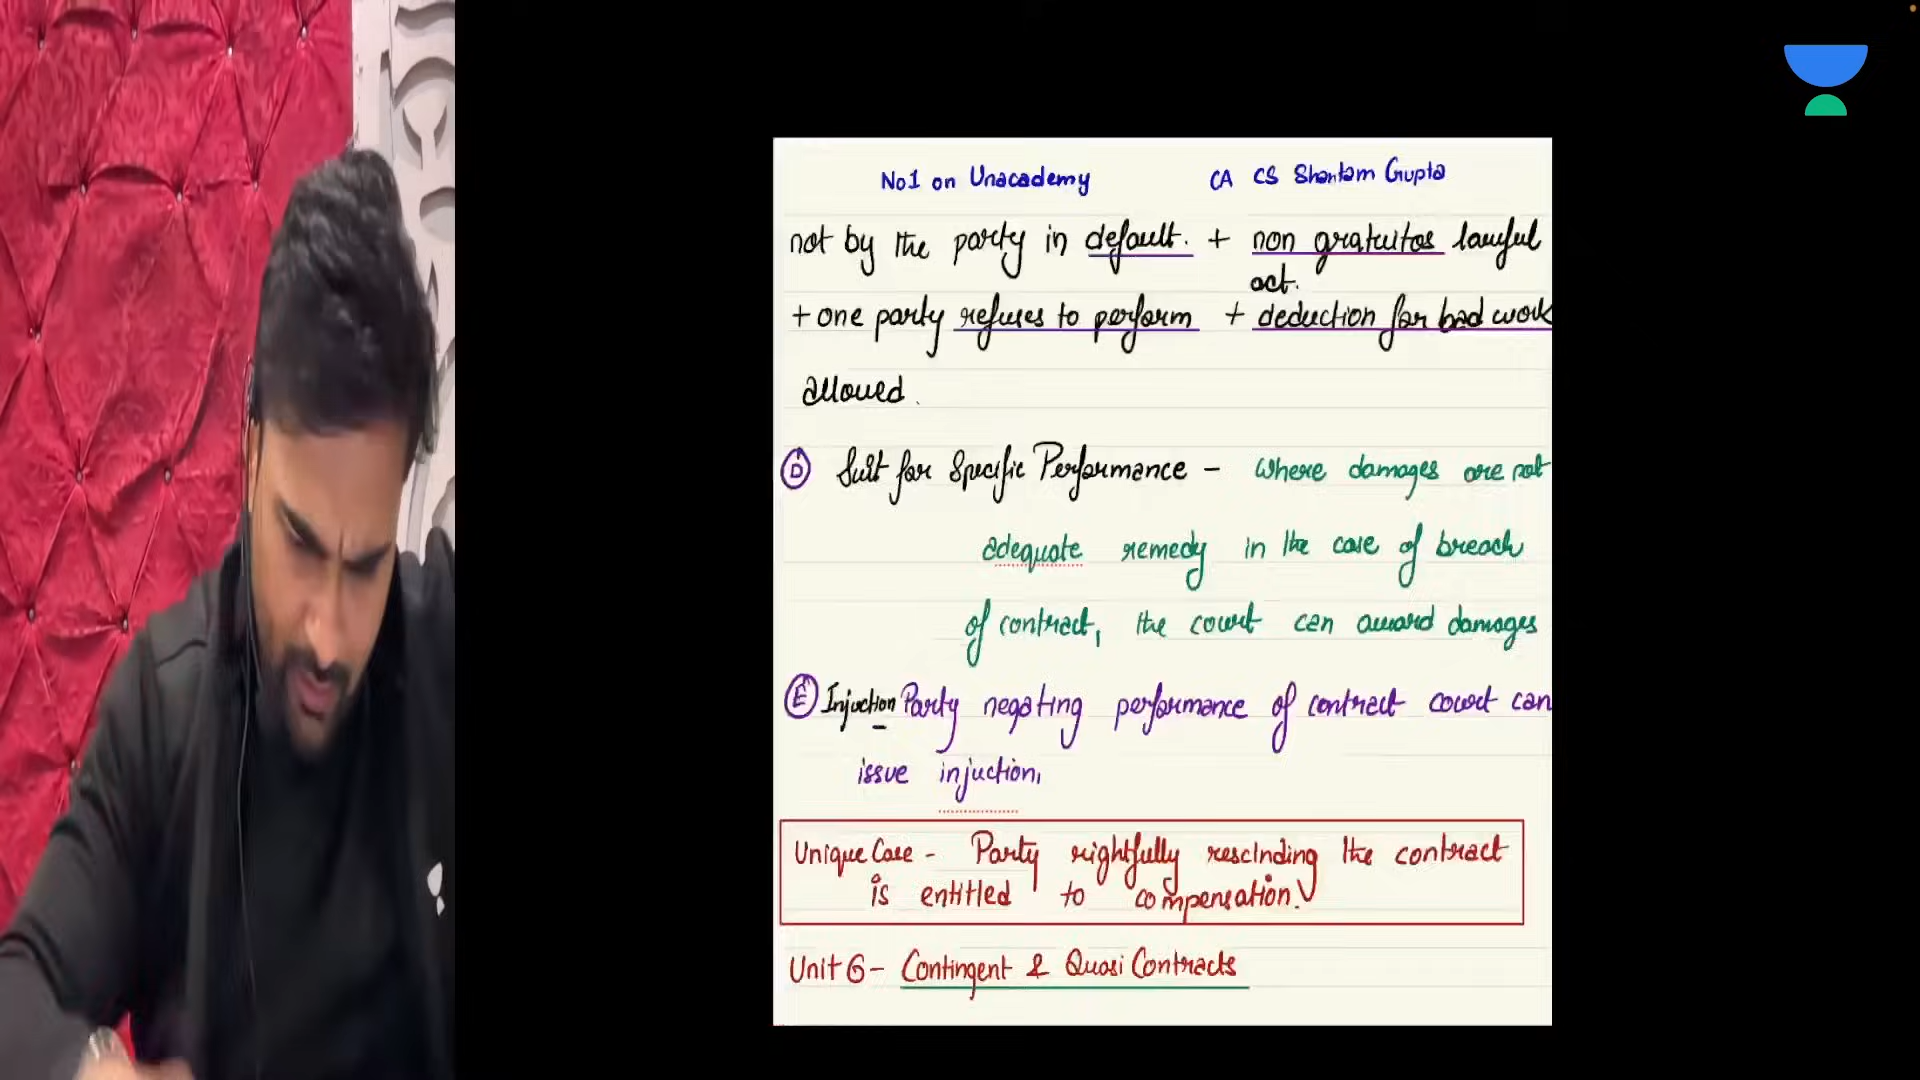 No1 on Unacademy CA CS Shantam Gupta
not by the party in default. + non gratuitos lawful
act.
+ one party refuses to perform + deduction for bad work
allowed.
D Suit for Specific Performance - Where damages are not
adequate remedy in the case of breach
of contract, the court can award damages
E Injuction Party negating performance of contract court can
issue injuction,
Unique Case - Party rightfully rescinding the contract
is entitled to compensation.
Unit 6 - Contingent & Quasi Contracts